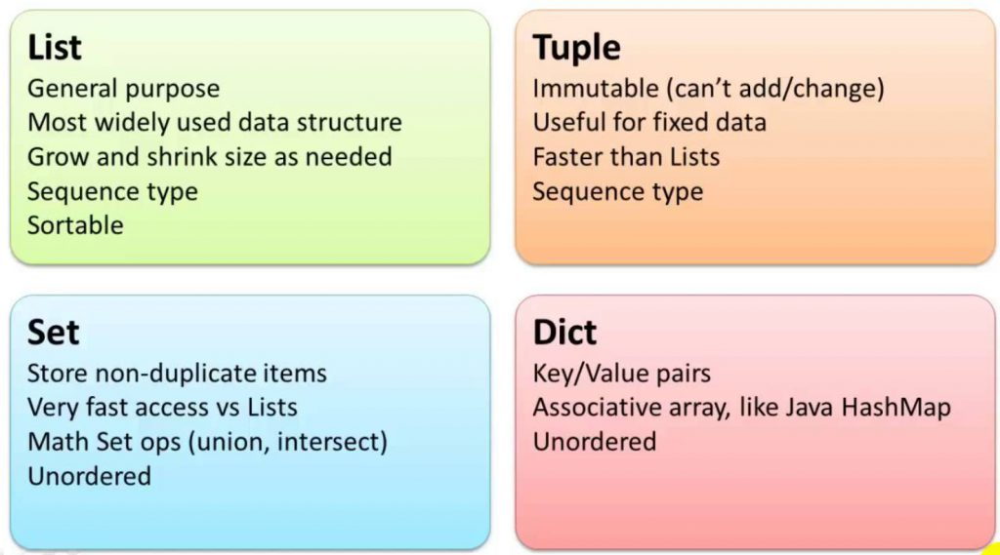 List
General purpose
Most widely used data structure
Grow and shrink size as needed
Sequence type
Sortable
Tuple
Immutable (can’t add/change)
Useful for fixed data
Faster than Lists
Sequence type
Set
Store non-duplicate items
Very fast access vs Lists
Math Set ops (union, intersect)
Unordered
Dict
Key/Value pairs
Associative array, like Java HashMap
Unordered